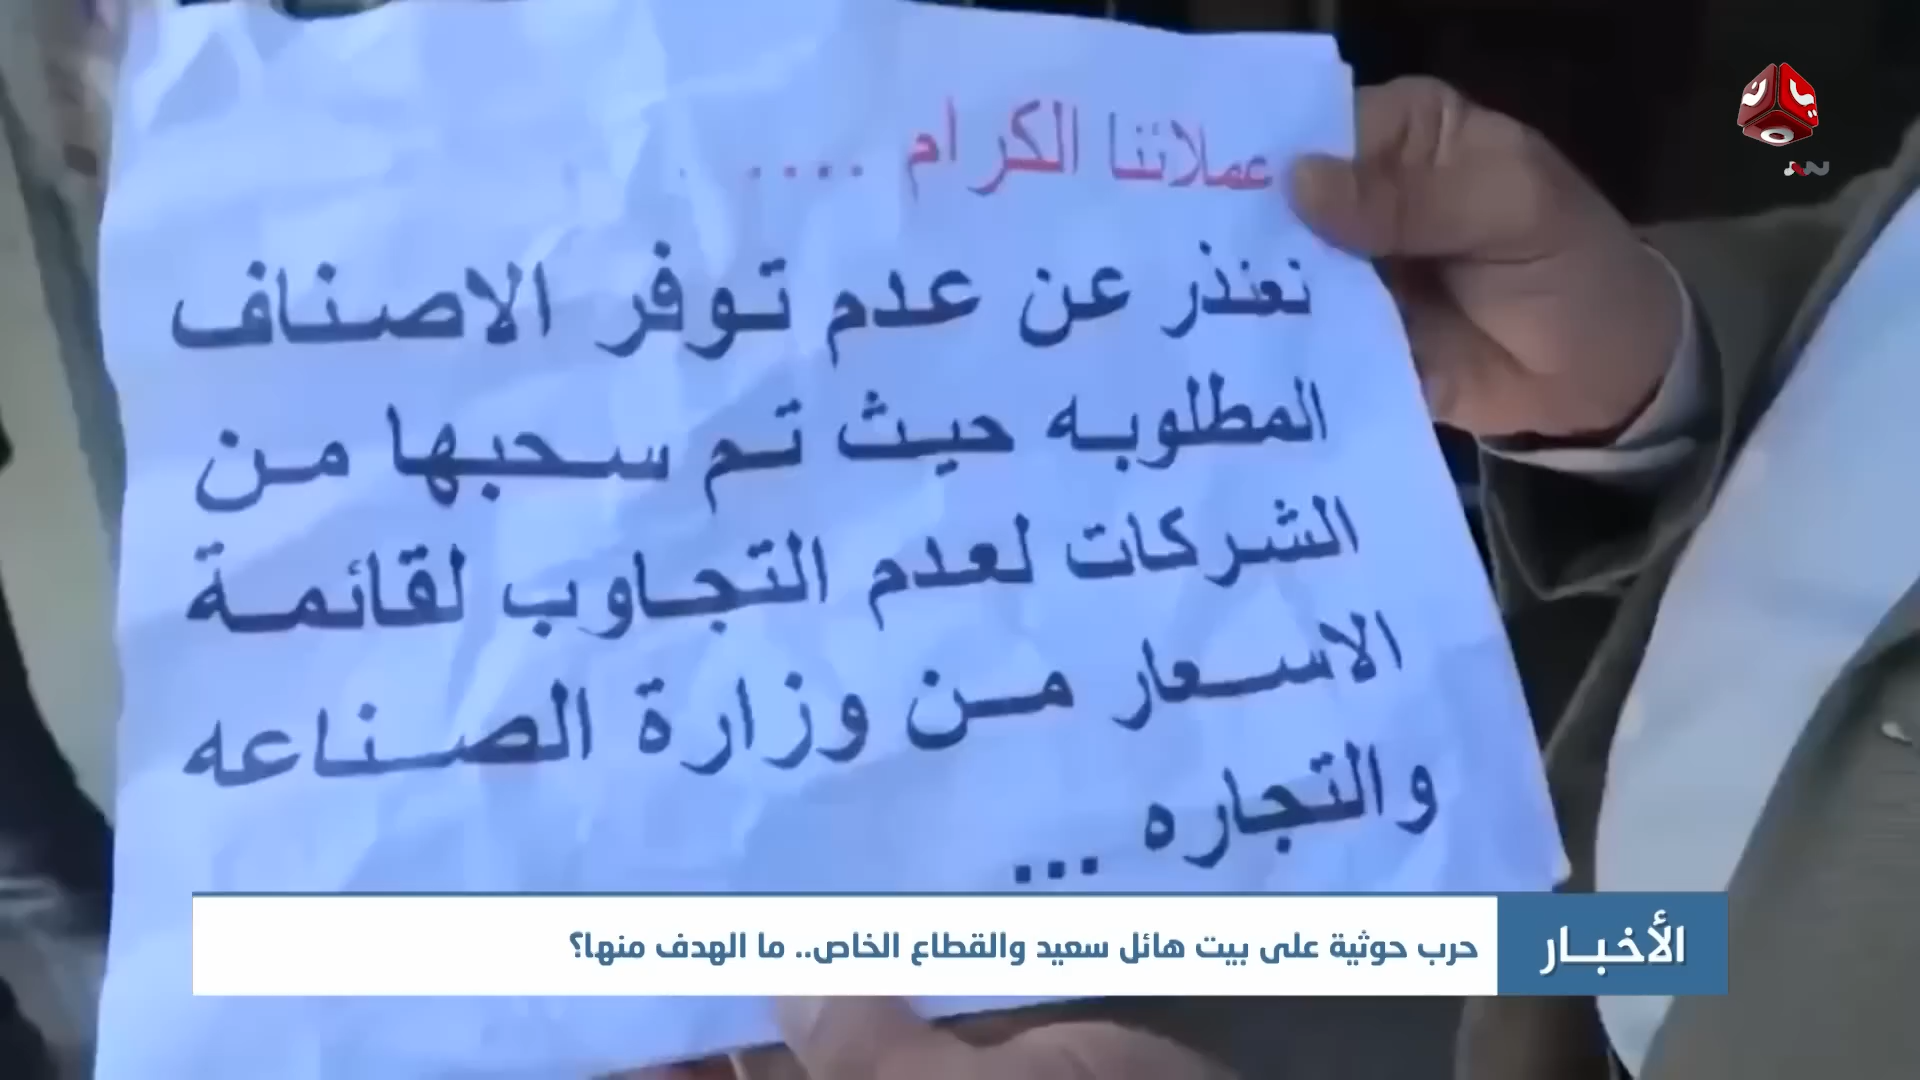 عملائنا الكرام ....
نعتذر عن عدم توفر الاصناف
المطلوبه حيث تم سحبها من
الشركات لعدم التجاوب لقائمة
الاسعار من وزارة الصناعه
والتجاره ...
الأخبار
حرب حوثية على بيت هائل سعيد والقطاع الخاص.. ما الهدف منها؟